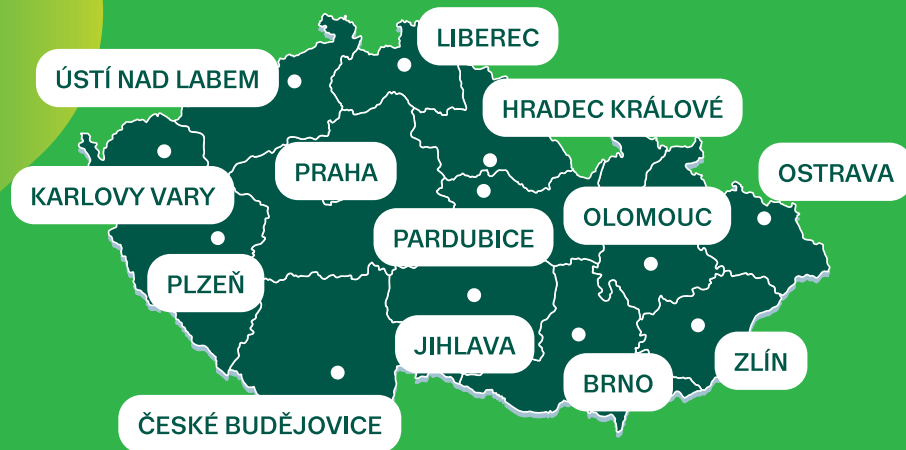 LIBEREC
ÚSTÍ NAD LABEM
HRADEC KRÁLOVÉ
PRAHA
OSTRAVA
KARLOVY VARY
OLOMOUC
PARDUBICE
PLZEŇ
JIHLAVA
ZLÍN
BRNO
ČESKÉ BUDĚJOVICE